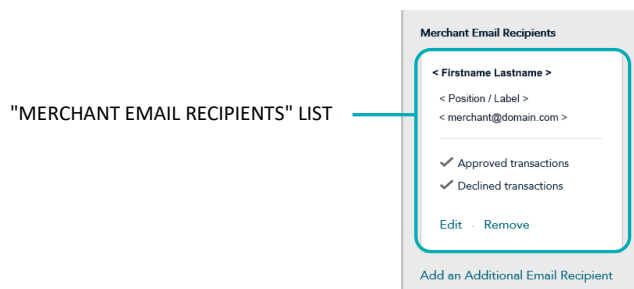 Merchant Email Recipients
< Firstname Lastname >
< Position / Label >
< merchant@domain.com >
"MERCHANT EMAIL RECIPIENTS" LIST
Approved transactions
Declined transactions
Edit · Remove
Add an Additional Email Recipient